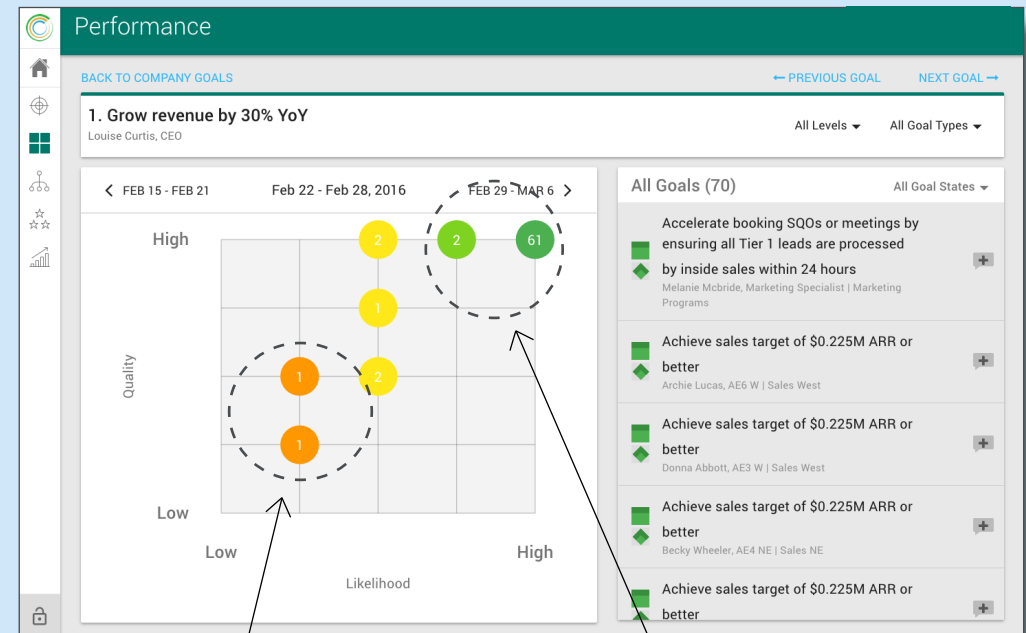 Performance
BACK TO COMPANY GOALS
← PREVIOUS GOAL
NEXT GOAL →
1. Grow revenue by 30% YoY
Louise Curtis, CEO
All Levels
All Goal Types
FEB 15 - FEB 21
Feb 22 - Feb 28, 2016
FEB 29 - MAR 6
High
2
2
61
1
1
2
1
Quality
Low
Low
High
Likelihood
All Goals (70)
All Goal States
Accelerate booking SQOs or meetings by
ensuring all Tier 1 leads are processed
by inside sales within 24 hours
Melanie Mcbride, Marketing Specialist | Marketing
Programs
Achieve sales target of $0.225M ARR or
better
Archie Lucas, AE6 W | Sales West
Achieve sales target of $0.225M ARR or
better
Donna Abbott, AE3 W | Sales West
Achieve sales target of $0.225M ARR or
better
Becky Wheeler, AE4 NE | Sales NE
Achieve sales target of $0.225M ARR or
better